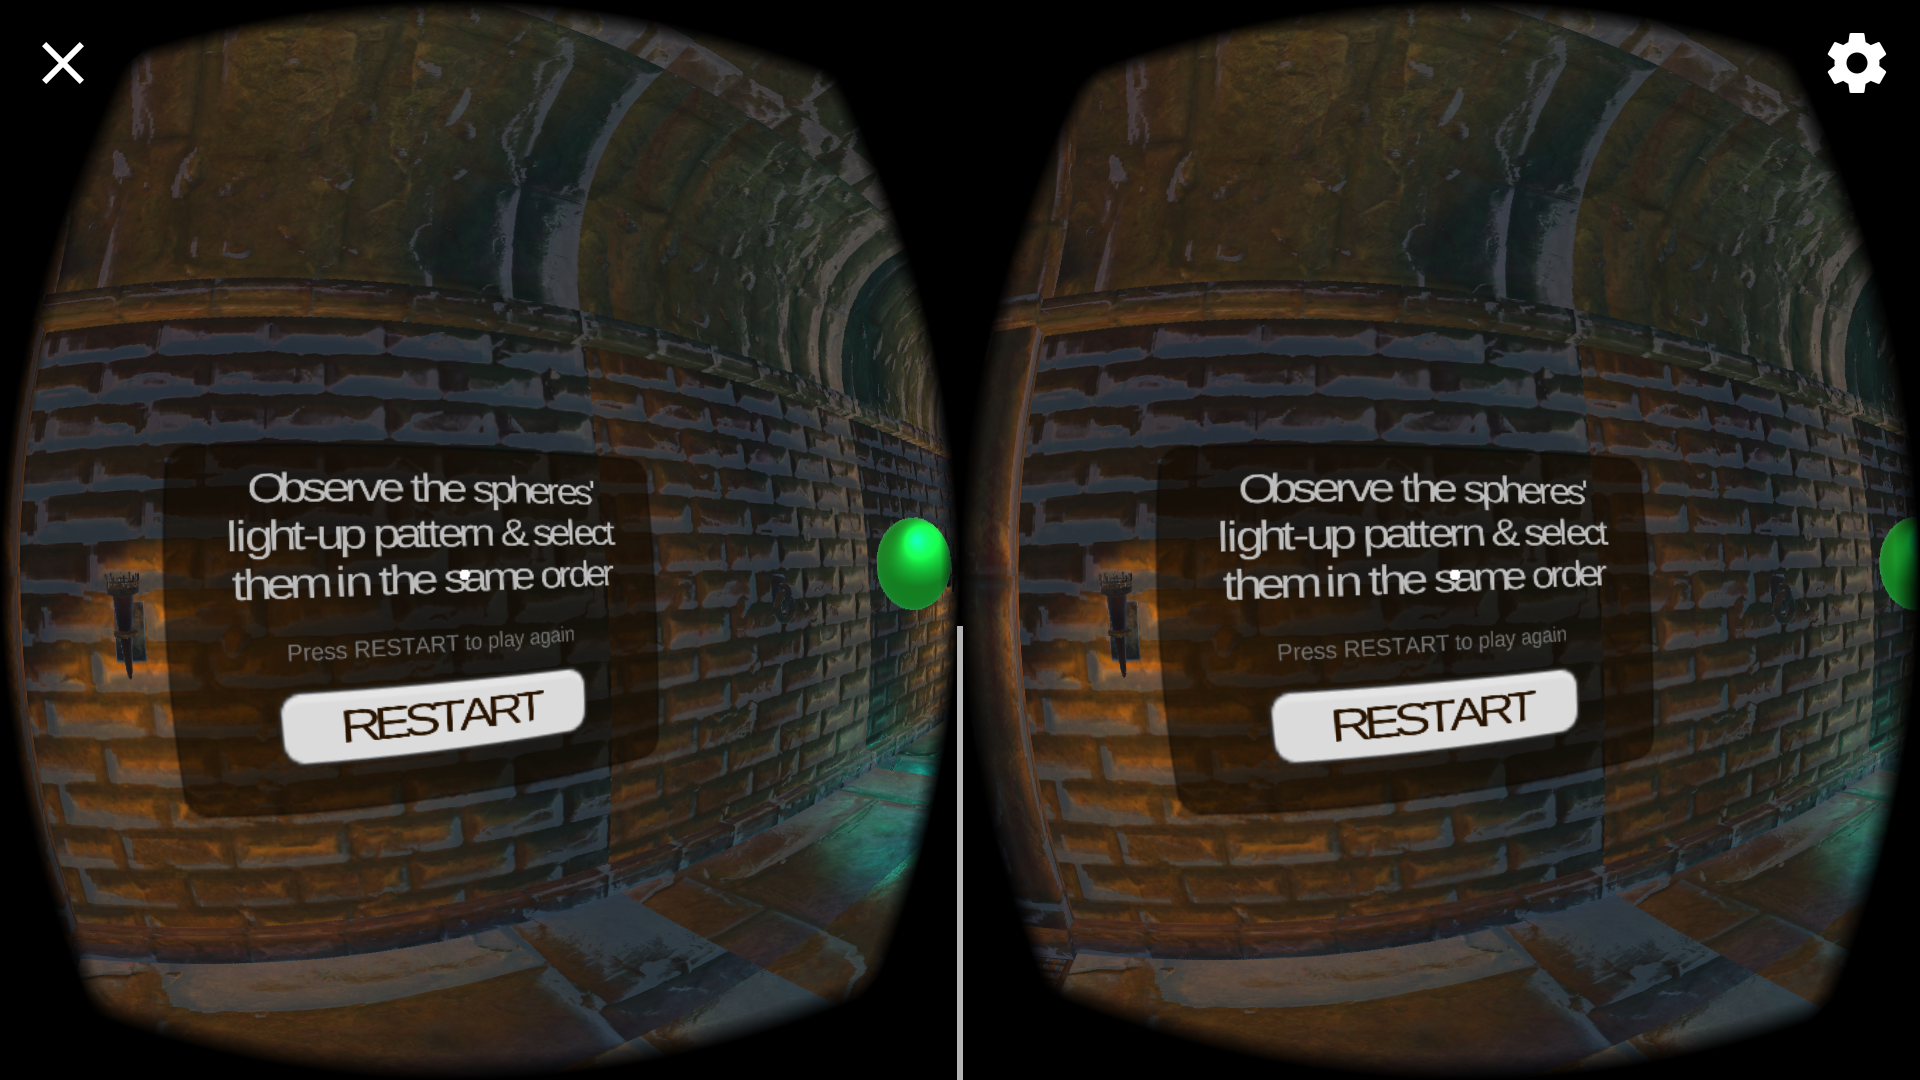 Observe the spheres'
light-up pattern & select
them in the same order
Press RESTART to play again
RESTART
Observe the spheres'
light-up pattern & select
them in the same order
Press RESTART to play again
RESTART